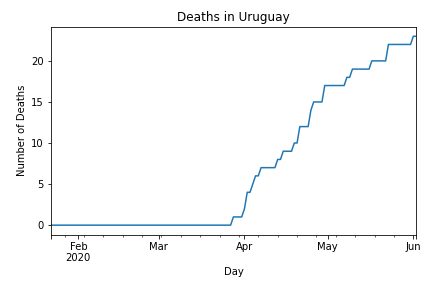 Deaths in Uruguay
Number of Deaths
20
15
10
5
0
Feb
2020
Mar
Apr
May
Jun
Day